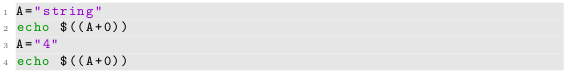 1 A="string"
2 echo $((A+0))
3 A="4"
4 echo $((A+0))